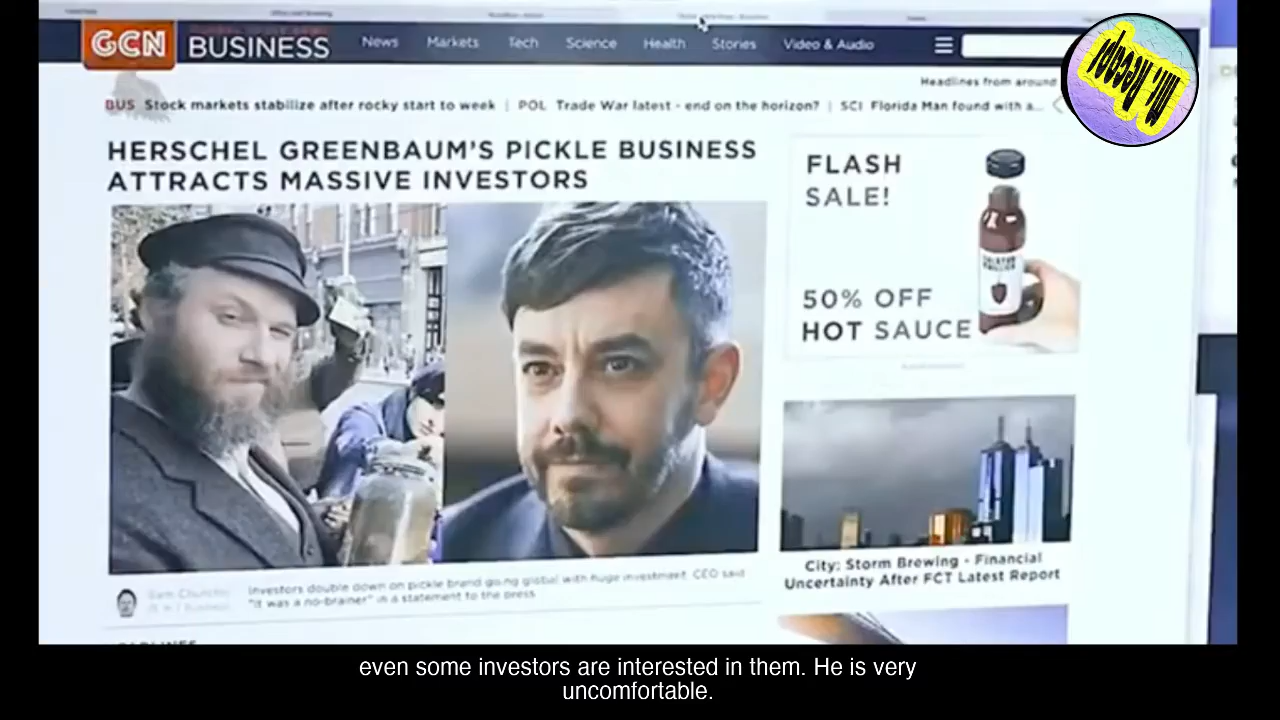 GCN
BUSINESS
News Markets Tech Science Health Stories Video & Audio
Headlines from around
BUS Stock markets stabilize after rocky start to week | POL Trade War latest - end on the horizon? | SCI Florida Man found with a...
Mr. Recapi
HERSCHEL GREENBAUM'S PICKLE BUSINESS
ATTRACTS MASSIVE INVESTORS
FLASH
SALE!
50% OFF
HOT SAUCE
Investors double down on pickle brand going global with huge investment. CEO said
"it was a no-brainer" in a statement to the press
City: Storm Brewing - Financial
Uncertainty After FCT Latest Report
even some investors are interested in them. He is very
uncomfortable.